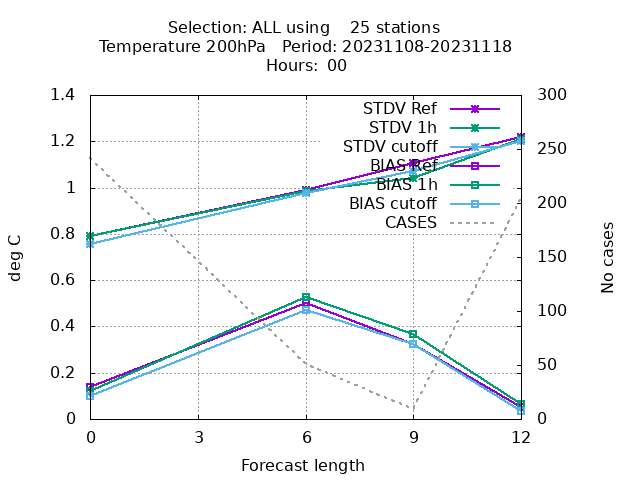 Selection: ALL using    25 stations
Temperature 200hPa   Period: 20231108-20231118
Hours: 00
1.4
1.2
1
0.8
0.6
0.4
0.2
0
300
250
200
150
100
50
0
0
3
6
9
12
deg C
No cases
Forecast length
STDV Ref
STDV 1h
STDV cutoff
BIAS Ref
BIAS 1h
BIAS cutoff
CASES